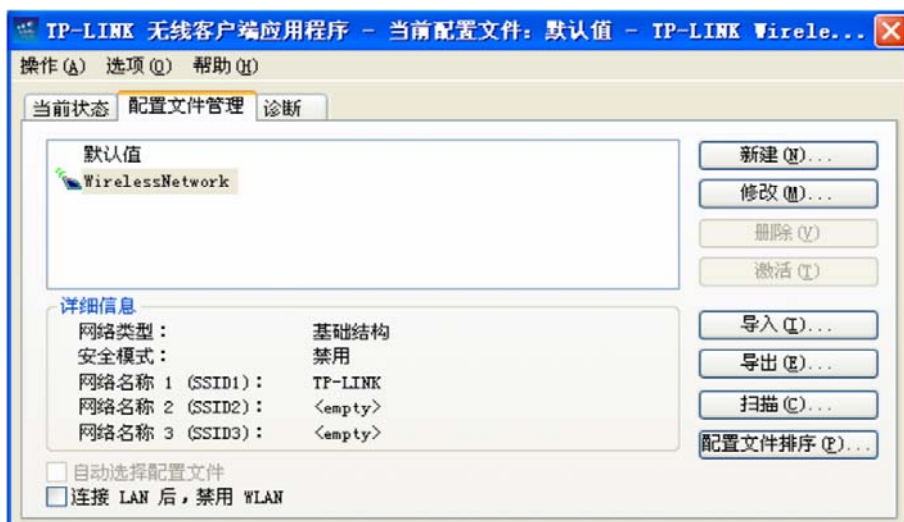 TP-LINK 无线客户端应用程序 - 当前配置文件: 默认值 - TP-LINK Wirele...
操作(A) 选项(O) 帮助(H)
当前状态 配置文件管理 诊断
默认值
WirelessNetwork
新建(N)...
修改(M)...
删除(V)
激活(T)
详细信息
网络类型： 基础结构
安全模式： 禁用
网络名称 1 (SSID1)： TP-LINK
网络名称 2 (SSID2)： <empty>
网络名称 3 (SSID3)： <empty>
导入(I)...
导出(E)...
扫描(C)...
配置文件排序(P)...
自动选择配置文件
连接 LAN 后，禁用 WLAN